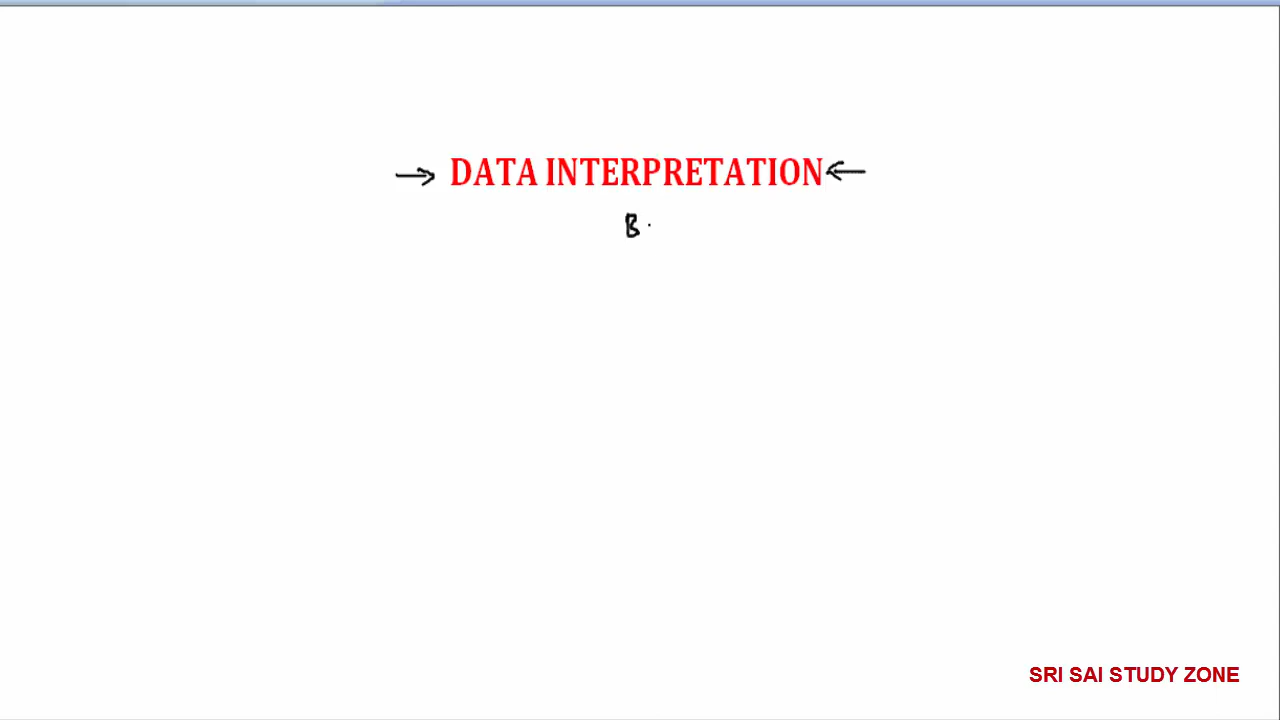 → DATA INTERPRETATION ←
B.
SRI SAI STUDY ZONE